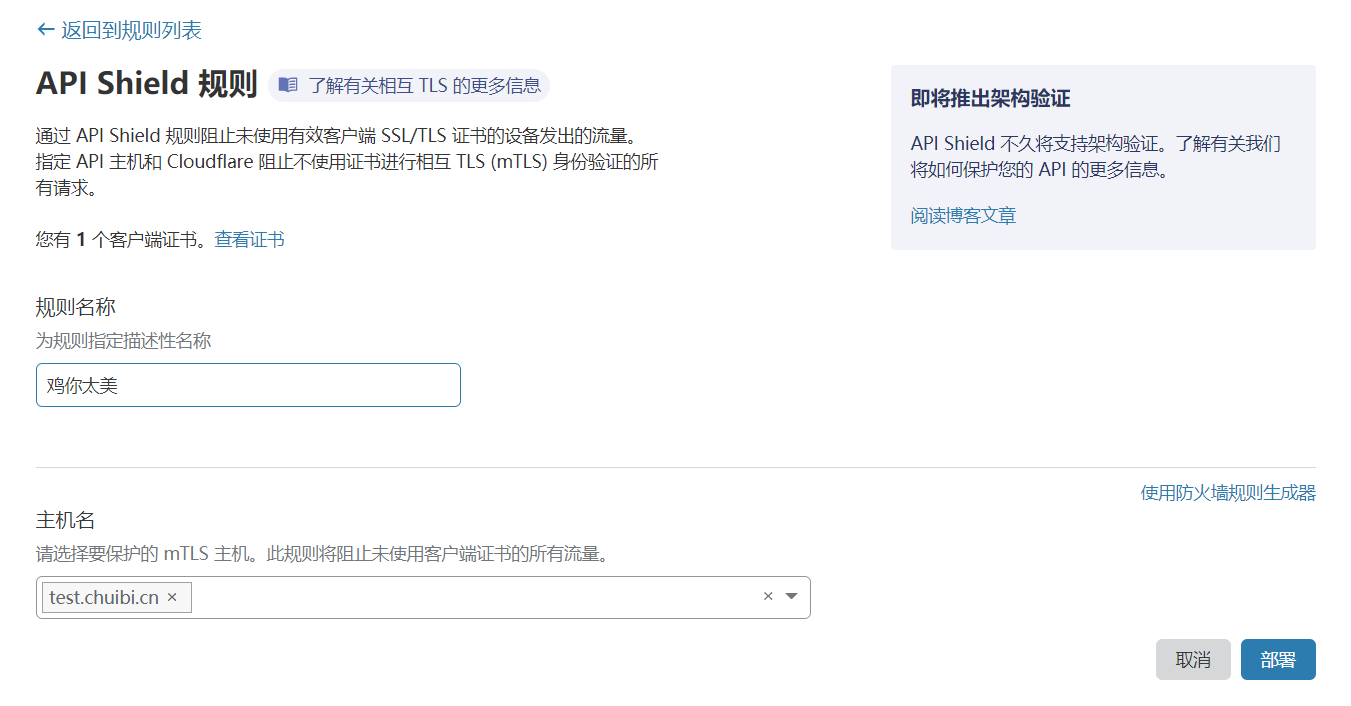 ← 返回到规则列表
API Shield 规则 了解有关相互 TLS 的更多信息
通过 API Shield 规则阻止未使用有效客户端 SSL/TLS 证书的设备发出的流量。
指定 API 主机和 Cloudflare 阻止不使用证书进行相互 TLS (mTLS) 身份验证的所
有请求。
您有 1 个客户端证书。查看证书
即将推出架构验证
API Shield 不久将支持架构验证。了解有关我们
将如何保护您的 API 的更多信息。
阅读博客文章
规则名称
为规则指定描述性名称
鸡你太美
使用防火墙规则生成器
主机名
请选择要保护的 mTLS 主机。此规则将阻止未使用客户端证书的所有流量。
test.chuibi.cn ×
取消
部署